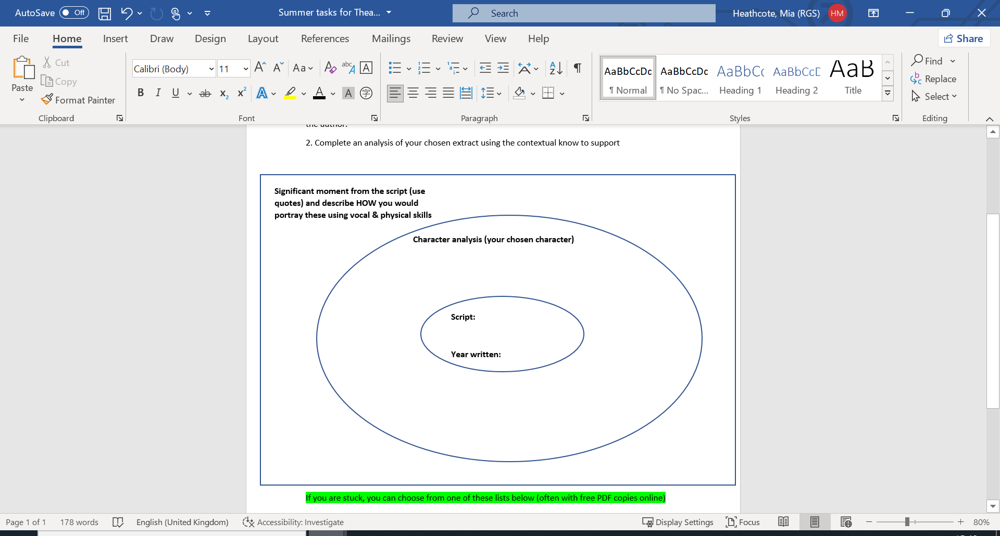 AutoSave Off Summer tasks for Thea... Search Heathcote, Mia (RGS) HM
File Home Insert Draw Design Layout References Mailings Review View Help Share
Paste Cut Copy Format Painter
Calibri (Body) 11
AaBbCcDc AaBbCcDc AaBbC AaBbCc AaB
¶ Normal ¶ No Spac... Heading 1 Heading 2 Title
Find Replace Select
Clipboard Font Paragraph Styles Editing
the author.
2. Complete an analysis of your chosen extract using the contextual know to support
Significant moment from the script (use
quotes) and describe HOW you would
portray these using vocal & physical skills
Character analysis (your chosen character)
Script:
Year written:
If you are stuck, you can choose from one of these lists below (often with free PDF copies online)
Page 1 of 1 178 words English (United Kingdom) Accessibility: Investigate Display Settings Focus 80%